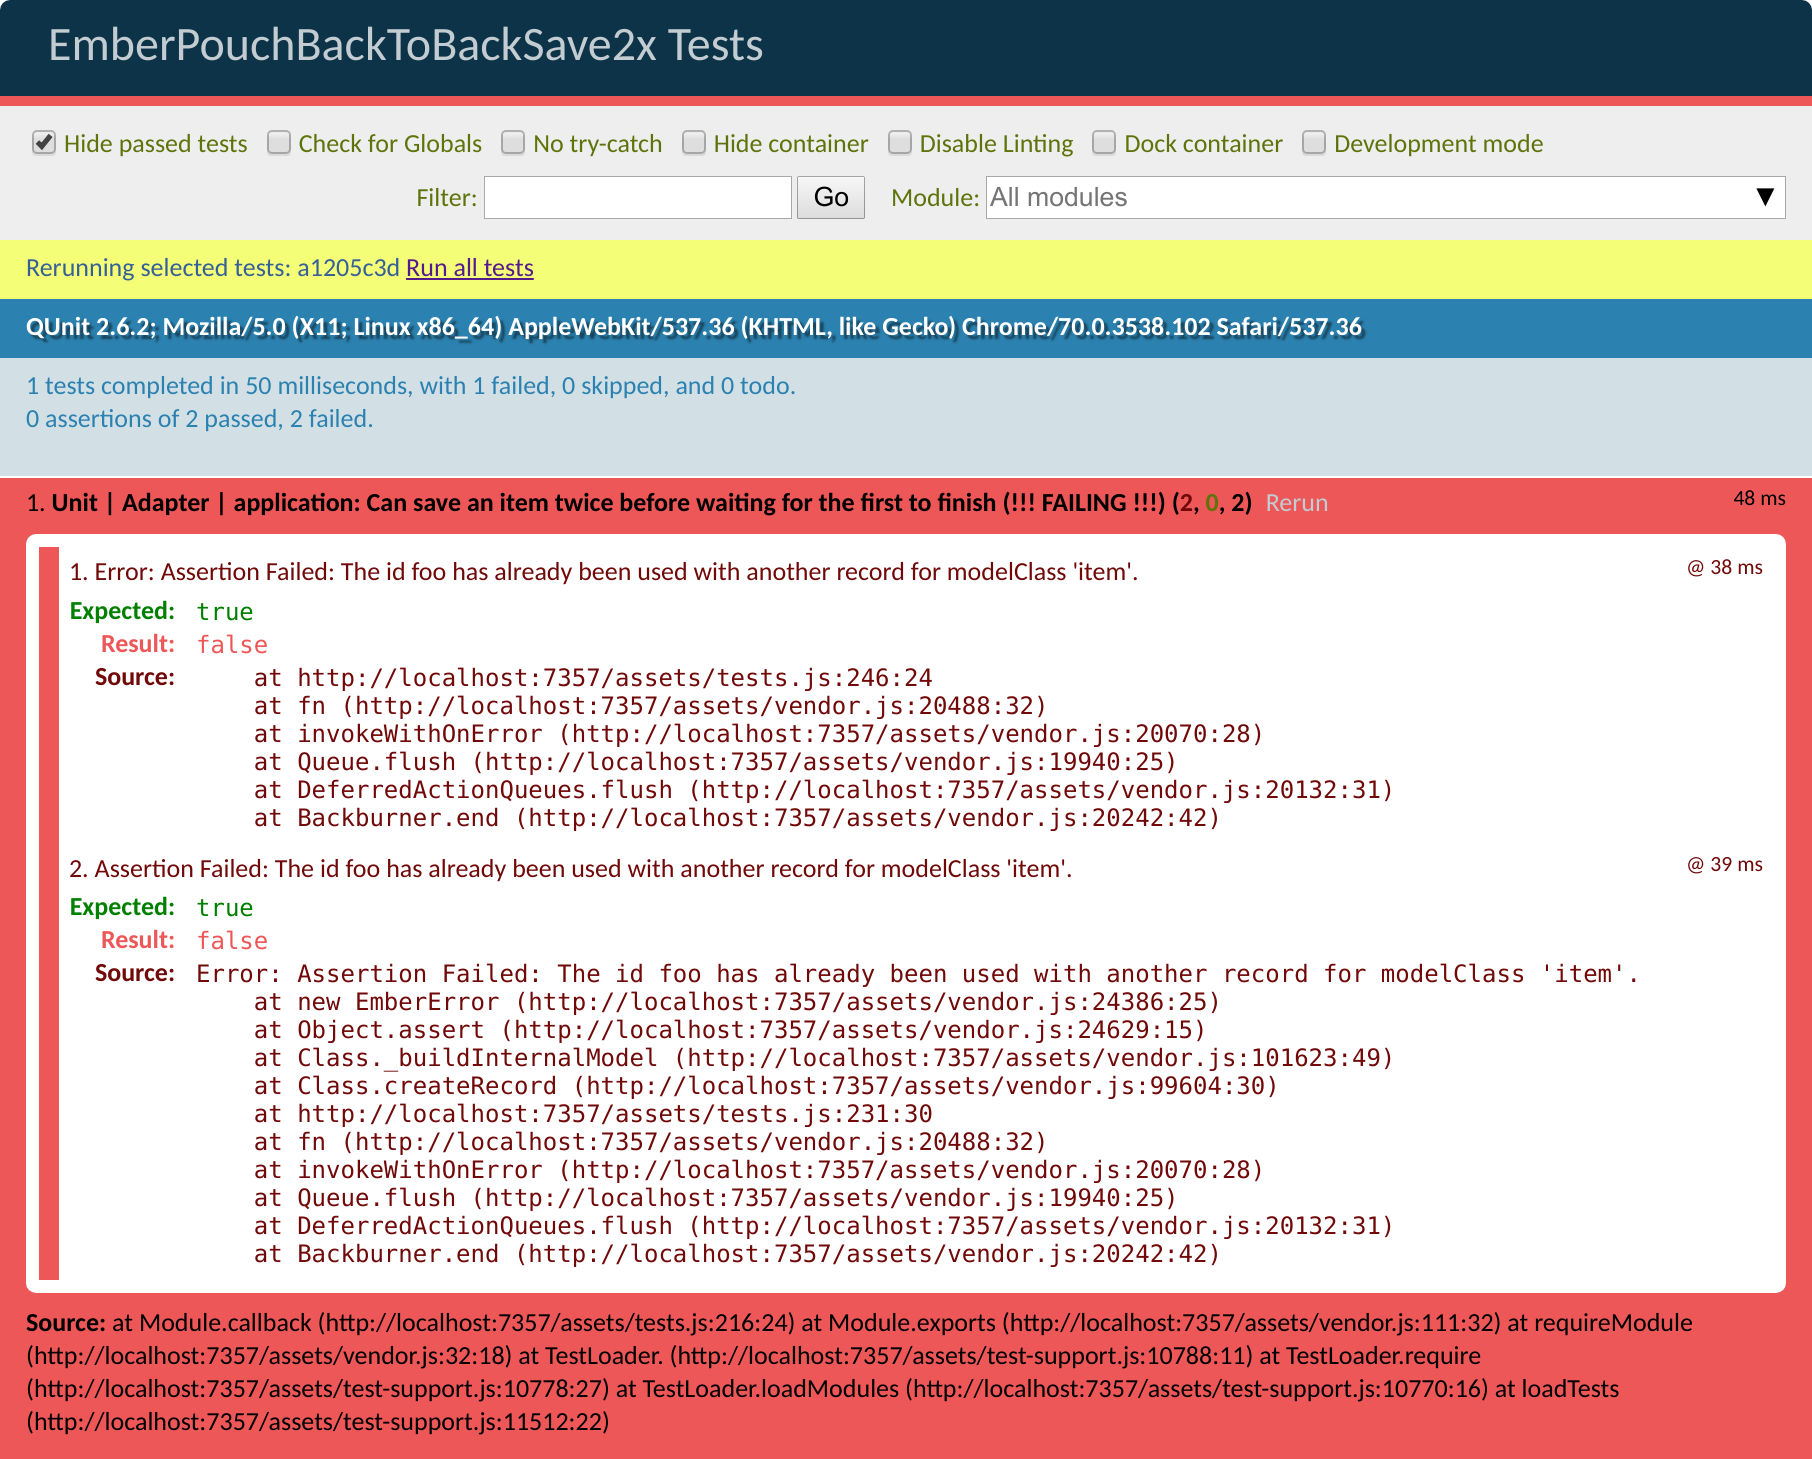 EmberPouchBackToBackSave2x Tests
Hide passed tests Check for Globals No try-catch Hide container Disable Linting Dock container Development mode
Filter: Go Module: All modules ▼
Rerunning selected tests: a1205c3d Run all tests
QUnit 2.6.2; Mozilla/5.0 (X11; Linux x86_64) AppleWebKit/537.36 (KHTML, like Gecko) Chrome/70.0.3538.102 Safari/537.36
1 tests completed in 50 milliseconds, with 1 failed, 0 skipped, and 0 todo.
0 assertions of 2 passed, 2 failed.
1. Unit | Adapter | application: Can save an item twice before waiting for the first to finish (!!! FAILING !!!) (2, 0, 2) Rerun 48 ms
1. Error: Assertion Failed: The id foo has already been used with another record for modelClass 'item'. @ 38 ms
Expected: true
Result: false
Source: at http://localhost:7357/assets/tests.js:246:24
at fn (http://localhost:7357/assets/vendor.js:20488:32)
at invokeWithOnError (http://localhost:7357/assets/vendor.js:20070:28)
at Queue.flush (http://localhost:7357/assets/vendor.js:19940:25)
at DeferredActionQueues.flush (http://localhost:7357/assets/vendor.js:20132:31)
at Backburner.end (http://localhost:7357/assets/vendor.js:20242:42)
2. Assertion Failed: The id foo has already been used with another record for modelClass 'item'. @ 39 ms
Expected: true
Result: false
Source: Error: Assertion Failed: The id foo has already been used with another record for modelClass 'item'.
at new EmberError (http://localhost:7357/assets/vendor.js:24386:25)
at Object.assert (http://localhost:7357/assets/vendor.js:24629:15)
at Class._buildInternalModel (http://localhost:7357/assets/vendor.js:101623:49)
at Class.createRecord (http://localhost:7357/assets/vendor.js:99604:30)
at http://localhost:7357/assets/tests.js:231:30
at fn (http://localhost:7357/assets/vendor.js:20488:32)
at invokeWithOnError (http://localhost:7357/assets/vendor.js:20070:28)
at Queue.flush (http://localhost:7357/assets/vendor.js:19940:25)
at DeferredActionQueues.flush (http://localhost:7357/assets/vendor.js:20132:31)
at Backburner.end (http://localhost:7357/assets/vendor.js:20242:42)
Source: at Module.callback (http://localhost:7357/assets/tests.js:216:24) at Module.exports (http://localhost:7357/assets/vendor.js:111:32) at requireModule
(http://localhost:7357/assets/vendor.js:32:18) at TestLoader. (http://localhost:7357/assets/test-support.js:10788:11) at TestLoader.require
(http://localhost:7357/assets/test-support.js:10778:27) at TestLoader.loadModules (http://localhost:7357/assets/test-support.js:10770:16) at loadTests
(http://localhost:7357/assets/test-support.js:11512:22)